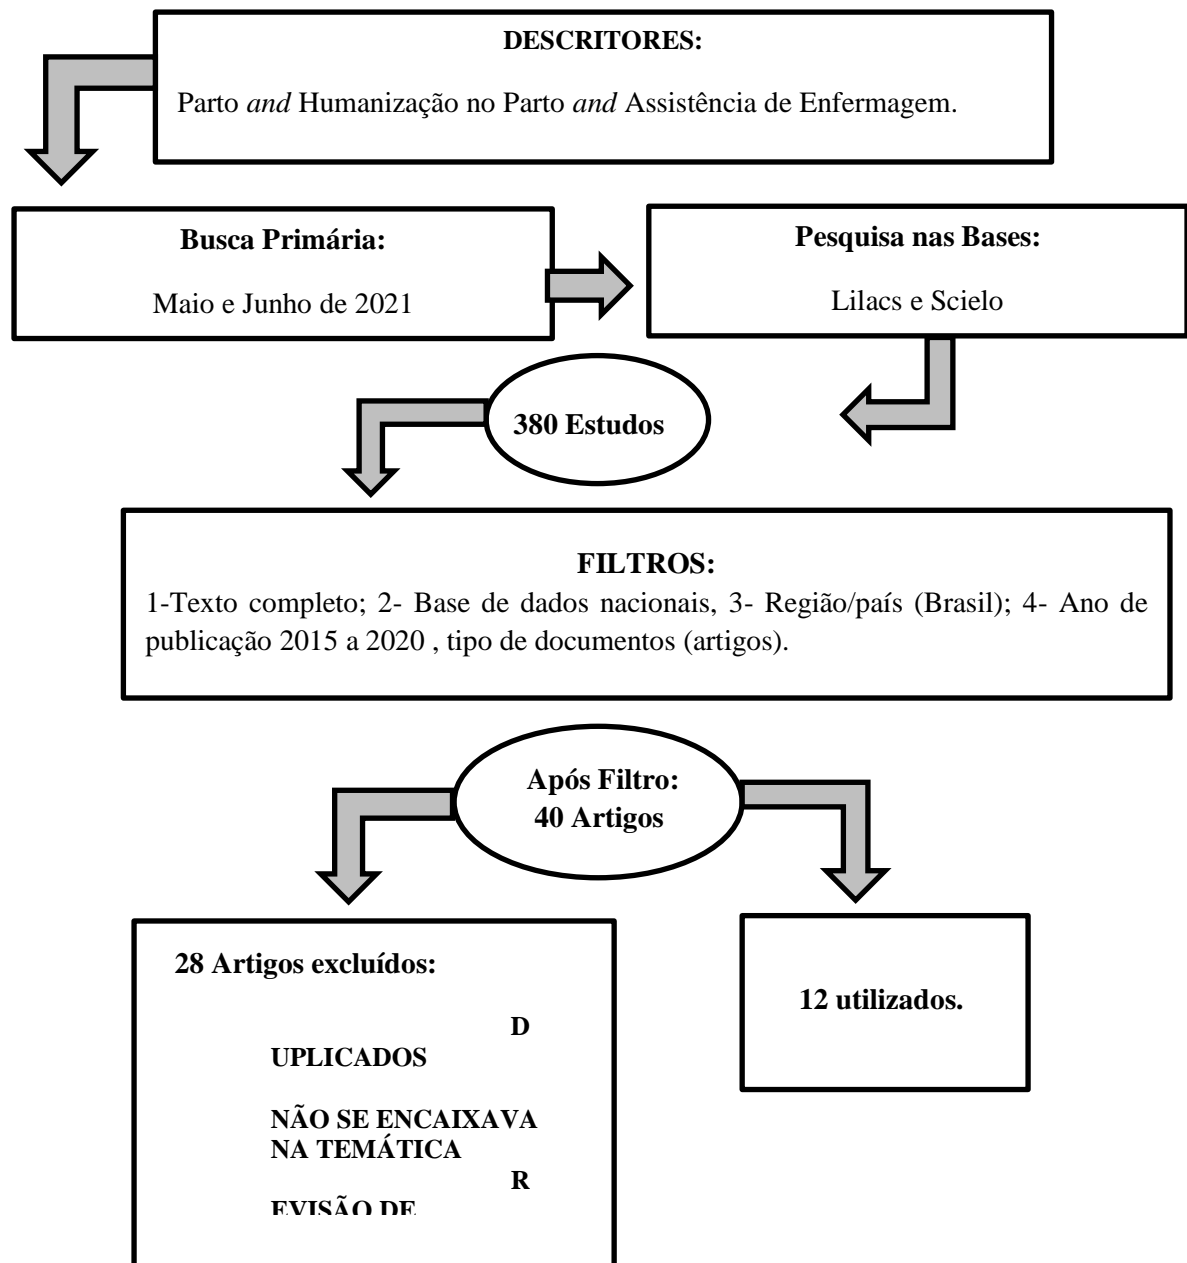 DESCRITORES:
Parto and Humanização no Parto and Assistência de Enfermagem.
Busca Primária:
Maio e Junho de 2021
Pesquisa nas Bases:
Lilacs e Scielo
380 Estudos
FILTROS:
1-Texto completo; 2- Base de dados nacionais, 3- Região/país (Brasil); 4- Ano de
publicação 2015 a 2020 , tipo de documentos (artigos).
Após Filtro:
40 Artigos
28 Artigos excluídos:
D
UPLICADOS
NÃO SE ENCAIXAVA
NA TEMÁTICA
R
EVISÃO DE
12 utilizados.